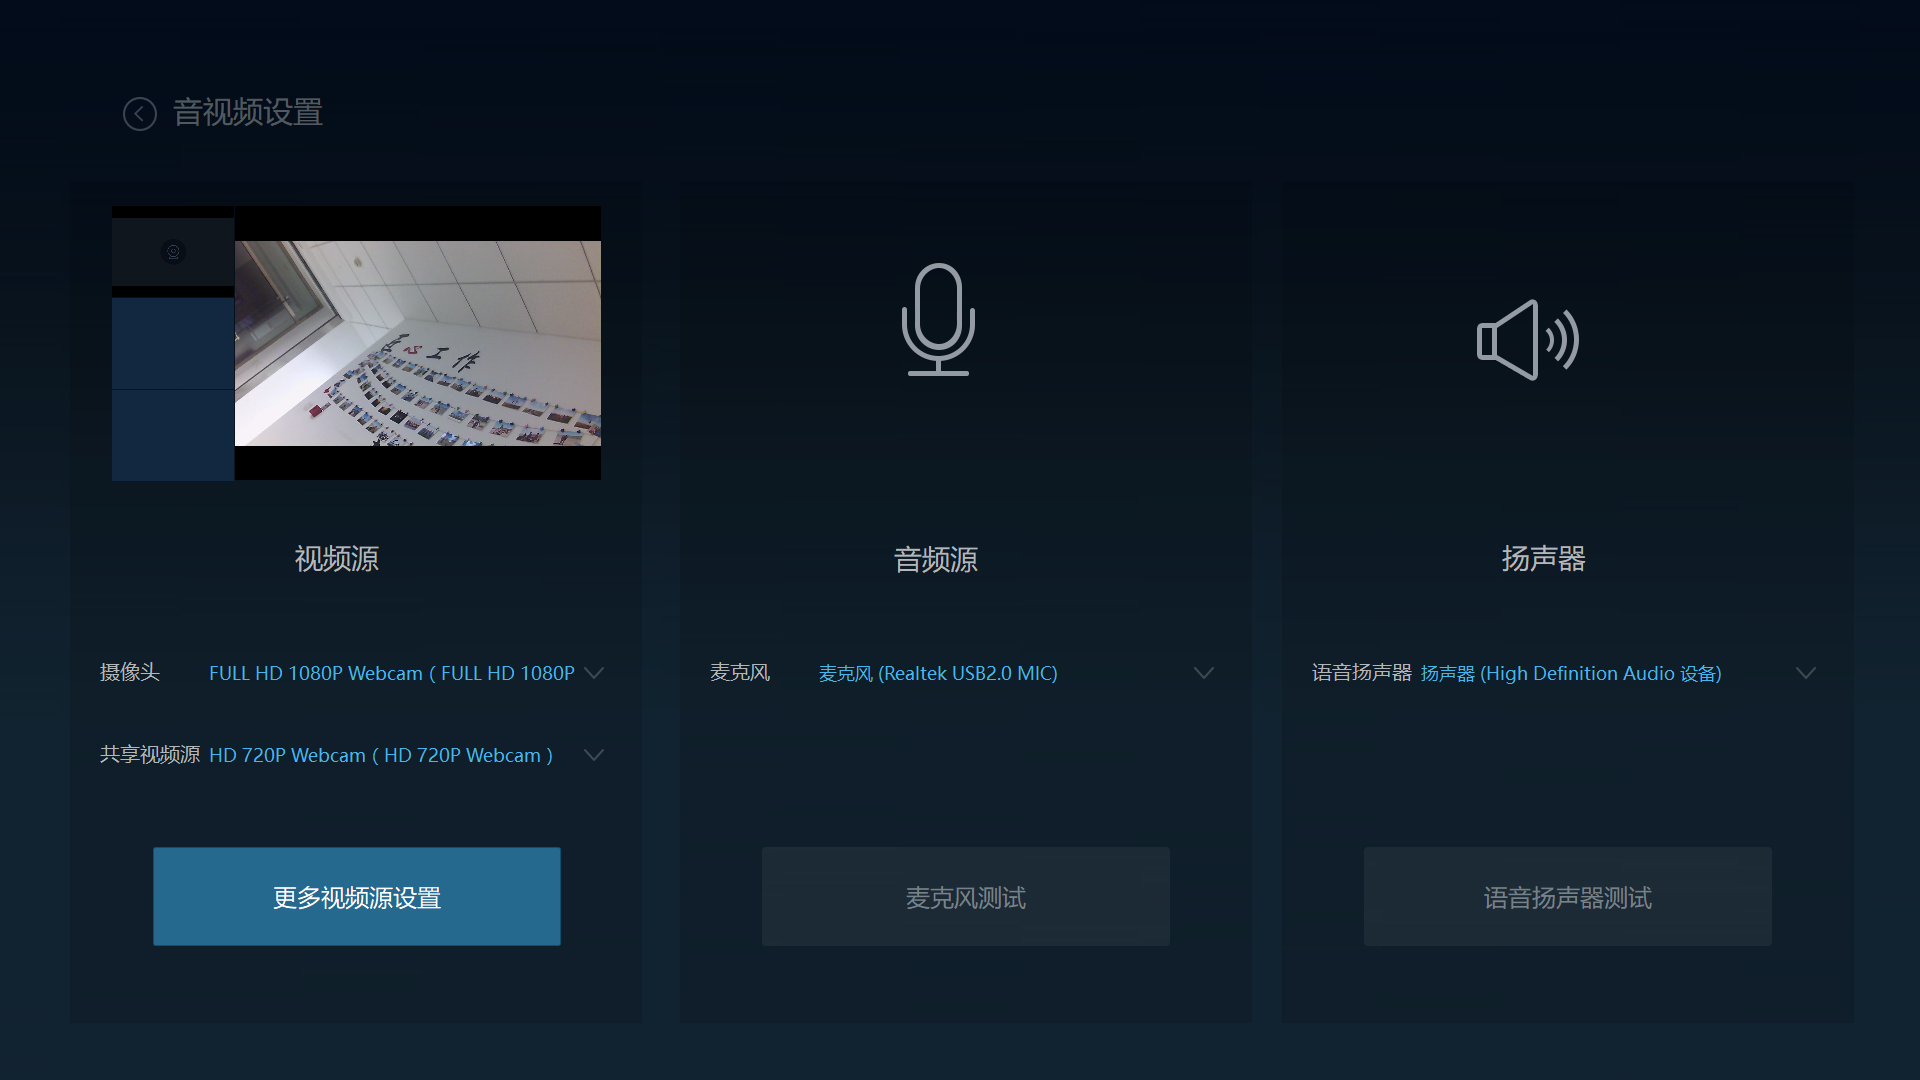 音视频设置
工作
视频源
音频源
扬声器
摄像头 FULL HD 1080P Webcam ( FULL HD 1080P
麦克风 麦克风 (Realtek USB2.0 MIC)
语音扬声器 扬声器 (High Definition Audio 设备)
共享视频源 HD 720P Webcam ( HD 720P Webcam )
更多视频源设置
麦克风测试
语音扬声器测试